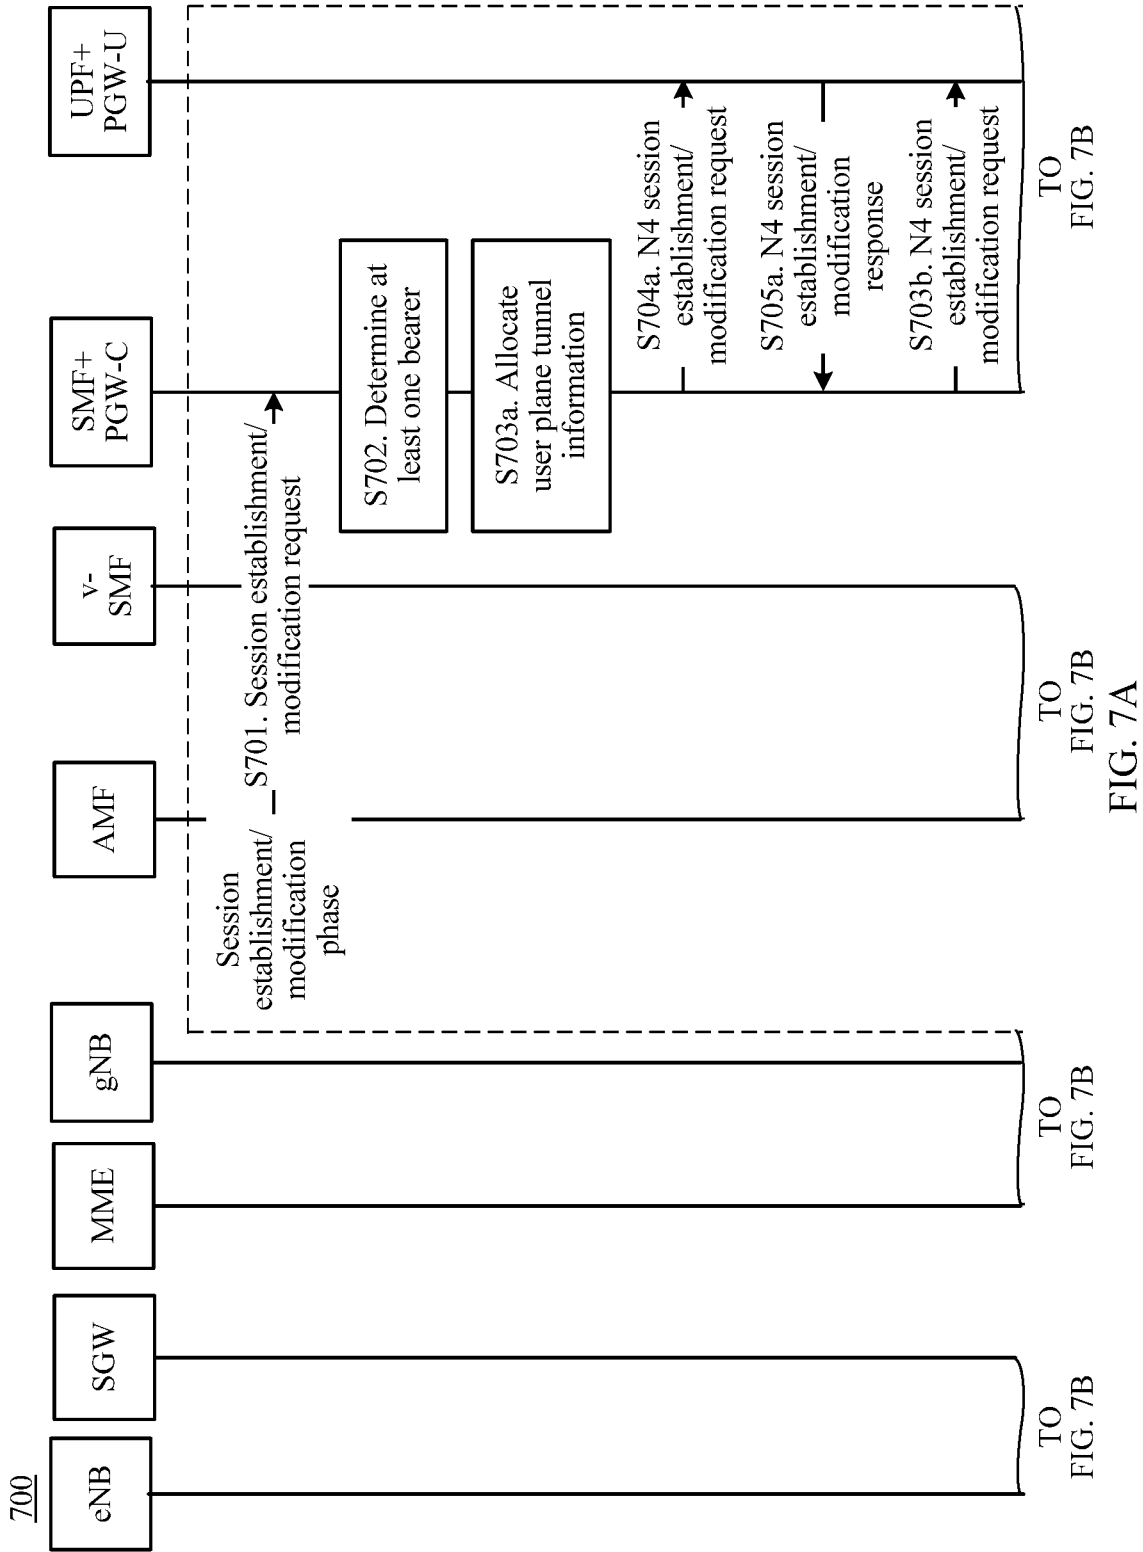 700
eNB
SGW
MME
gNB
AMF
v-
SMF
SMF+
PGW-C
UPF+
PGW-U
Session
establishment/
modification
phase
S701. Session establishment/
modification request
S702. Determine at
least one bearer
S703a. Allocate
user plane tunnel
information
S704a. N4 session
establishment/
modification request
S705a. N4 session
establishment/
modification
response
S703b. N4 session
establishment/
modification request
TO
FIG. 7B
TO
FIG. 7B
TO
FIG. 7B
TO
FIG. 7B
FIG. 7A